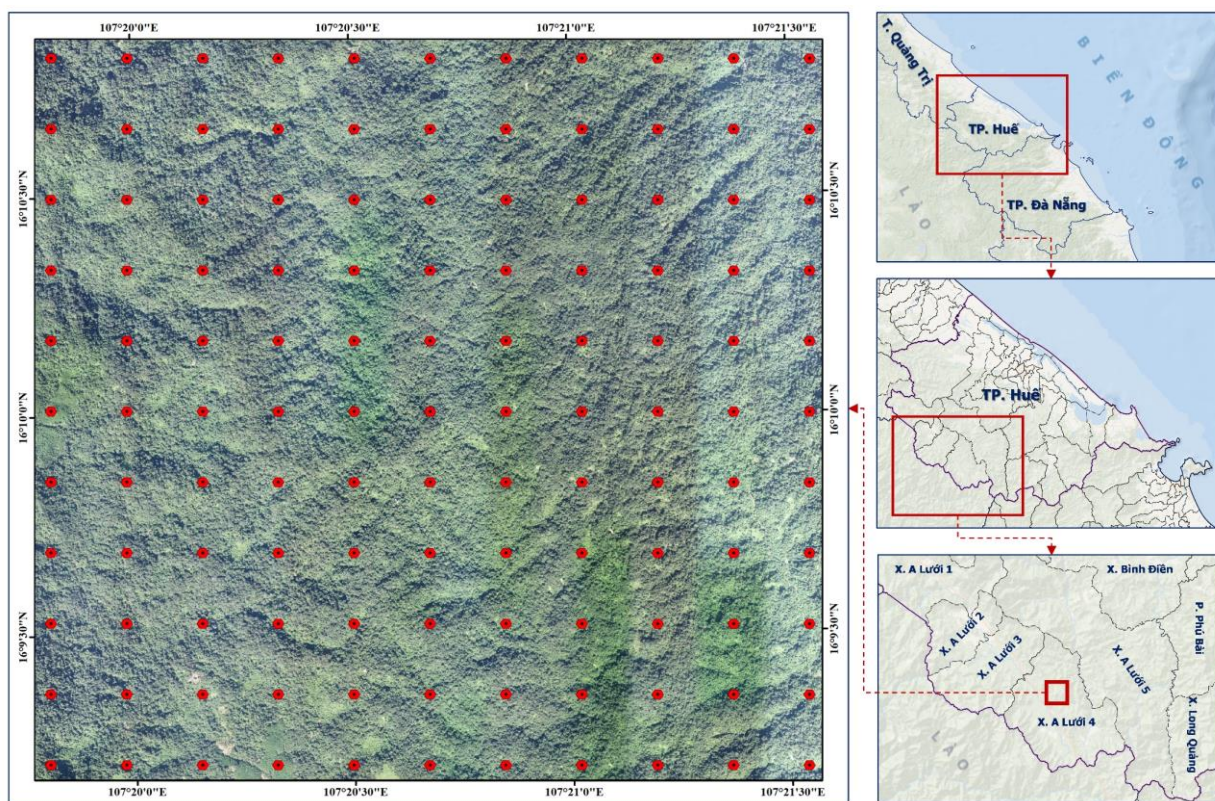 107°20'0"E 107°20'30"E 107°21'0"E 107°21'30"E
16°10'30"N 16°10'30"N
16°10'0"N 16°10'0"N
16°9'30"N 16°9'30"N
107°20'0"E 107°20'30"E 107°21'0"E 107°21'30"E
T. Quảng Trị
BIỂN ĐÔNG
TP. Huế
LÀO
TP. Đà Nẵng
TP. Huế
X. A Lưới 1
X. Bình Điền
X. A Lưới 2
X. A Lưới 3
P. Phú Bài
X. A Lưới 5
X. A Lưới 4
X. Long Quảng
LÀO